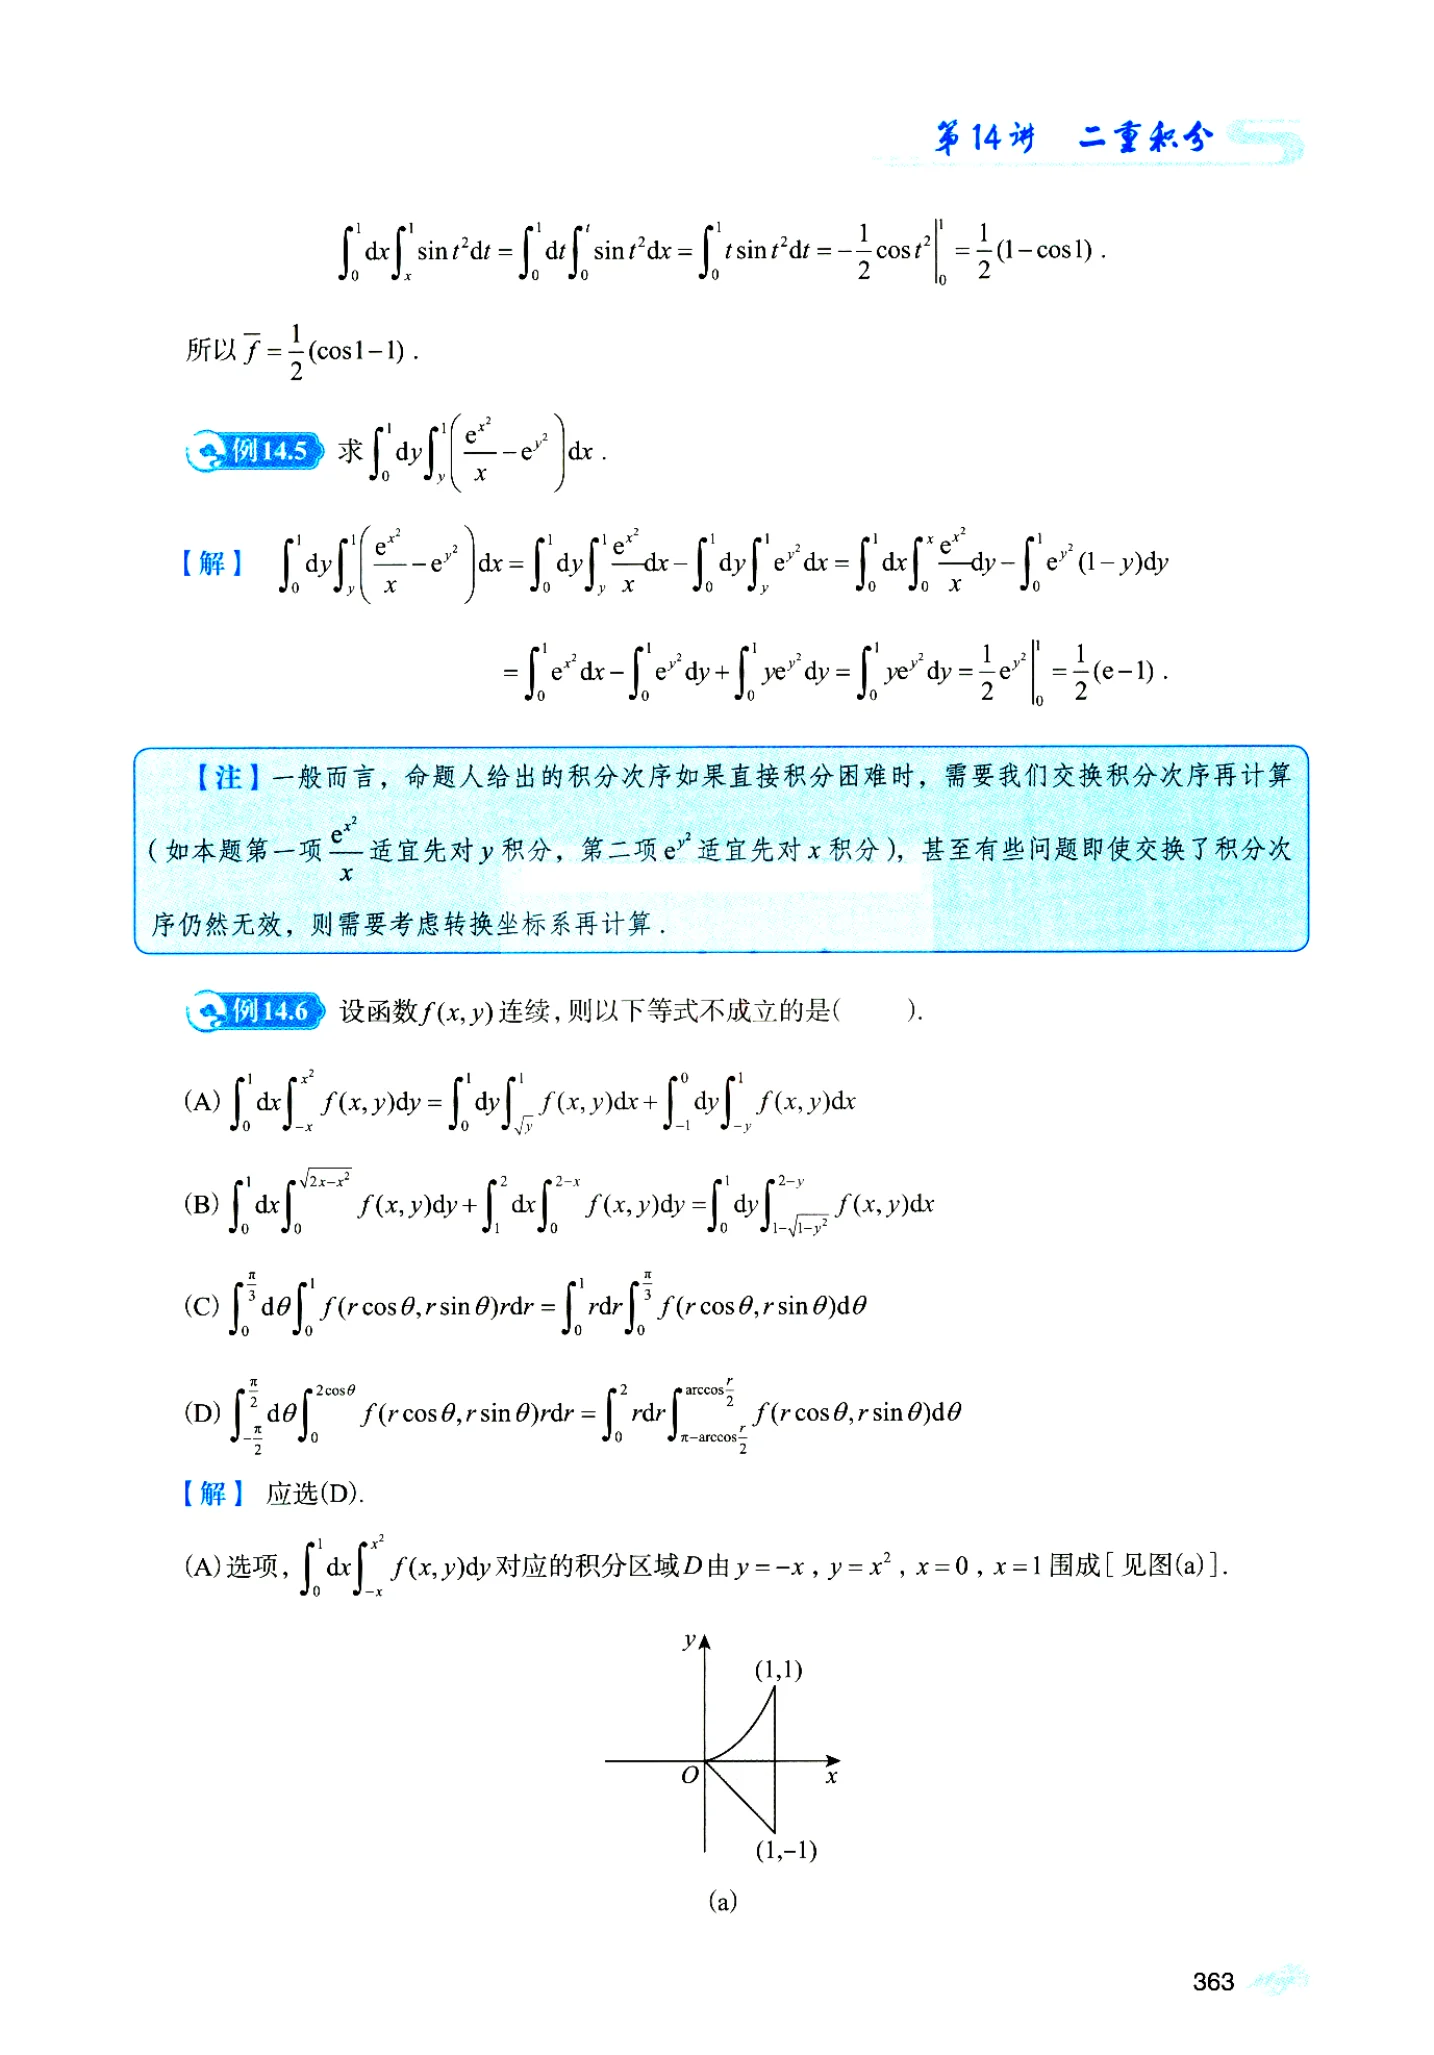 第14讲 二重积分
$\int_0^1 dx\int_x^1 \sin t^2 dt = \int_0^1 dt\int_0^t \sin t^2 dx = \int_0^1 t\sin t^2 dt = -\frac{1}{2}\cos t^2\Big|_0^1 = \frac{1}{2}(1-\cos 1)$ .
所以 $\overline{f} = \frac{1}{2}(\cos 1-1)$ .
例14.5 求 $\int_0^1 dy\int_y^1\left(\frac{e^{x^2}}{x}-e^{y^2}\right)dx$ .
【解】 $\int_0^1 dy\int_y^1\left(\frac{e^{x^2}}{x}-e^{y^2}\right)dx = \int_0^1 dy\int_y^1\frac{e^{x^2}}{x}dx - \int_0^1 dy\int_y^1 e^{y^2}dx = \int_0^1 dx\int_0^x\frac{e^{x^2}}{x}dy - \int_0^1 e^{y^2}(1-y)dy$
$= \int_0^1 e^{x^2}dx - \int_0^1 e^{y^2}dy + \int_0^1 ye^{y^2}dy = \int_0^1 ye^{y^2}dy = \frac{1}{2}e^{y^2}\Big|_0^1 = \frac{1}{2}(e-1)$ .
【注】一般而言，命题人给出的积分次序如果直接积分困难时，需要我们交换积分次序再计算
（如本题第一项 $\frac{e^{x^2}}{x}$ 适宜先对 y 积分，第二项 $e^{y^2}$ 适宜先对 x 积分），甚至有些问题即使交换了积分次
序仍然无效，则需要考虑转换坐标系再计算．
例14.6 设函数 f(x, y) 连续，则以下等式不成立的是（ ）.
(A) $\int_0^1 dx\int_{-x}^{x^2} f(x,y)dy = \int_0^1 dy\int_{\sqrt{y}}^1 f(x,y)dx + \int_{-1}^0 dy\int_{-y}^1 f(x,y)dx$
(B) $\int_0^1 dx\int_0^{\sqrt{2x-x^2}} f(x,y)dy + \int_1^2 dx\int_0^{2-x} f(x,y)dy = \int_0^1 dy\int_{1-\sqrt{1-y^2}}^{2-y} f(x,y)dx$
(C) $\int_0^{\frac{\pi}{3}} d\theta\int_0^1 f(r\cos\theta, r\sin\theta)rdr = \int_0^1 rdr\int_0^{\frac{\pi}{3}} f(r\cos\theta, r\sin\theta)d\theta$
(D) $\int_{-\frac{\pi}{2}}^{\frac{\pi}{2}} d\theta\int_0^{2\cos\theta} f(r\cos\theta, r\sin\theta)rdr = \int_0^2 rdr\int_{\pi-\arccos\frac{r}{2}}^{\arccos\frac{r}{2}} f(r\cos\theta, r\sin\theta)d\theta$
【解】 应选(D).
(A)选项，$\int_0^1 dx\int_{-x}^{x^2} f(x,y)dy$ 对应的积分区域 D 由 $y=-x$ , $y=x^2$ , $x=0$ , $x=1$ 围成［见图(a)］.
y
(1,1)
O
x
(1,-1)
(a)
363